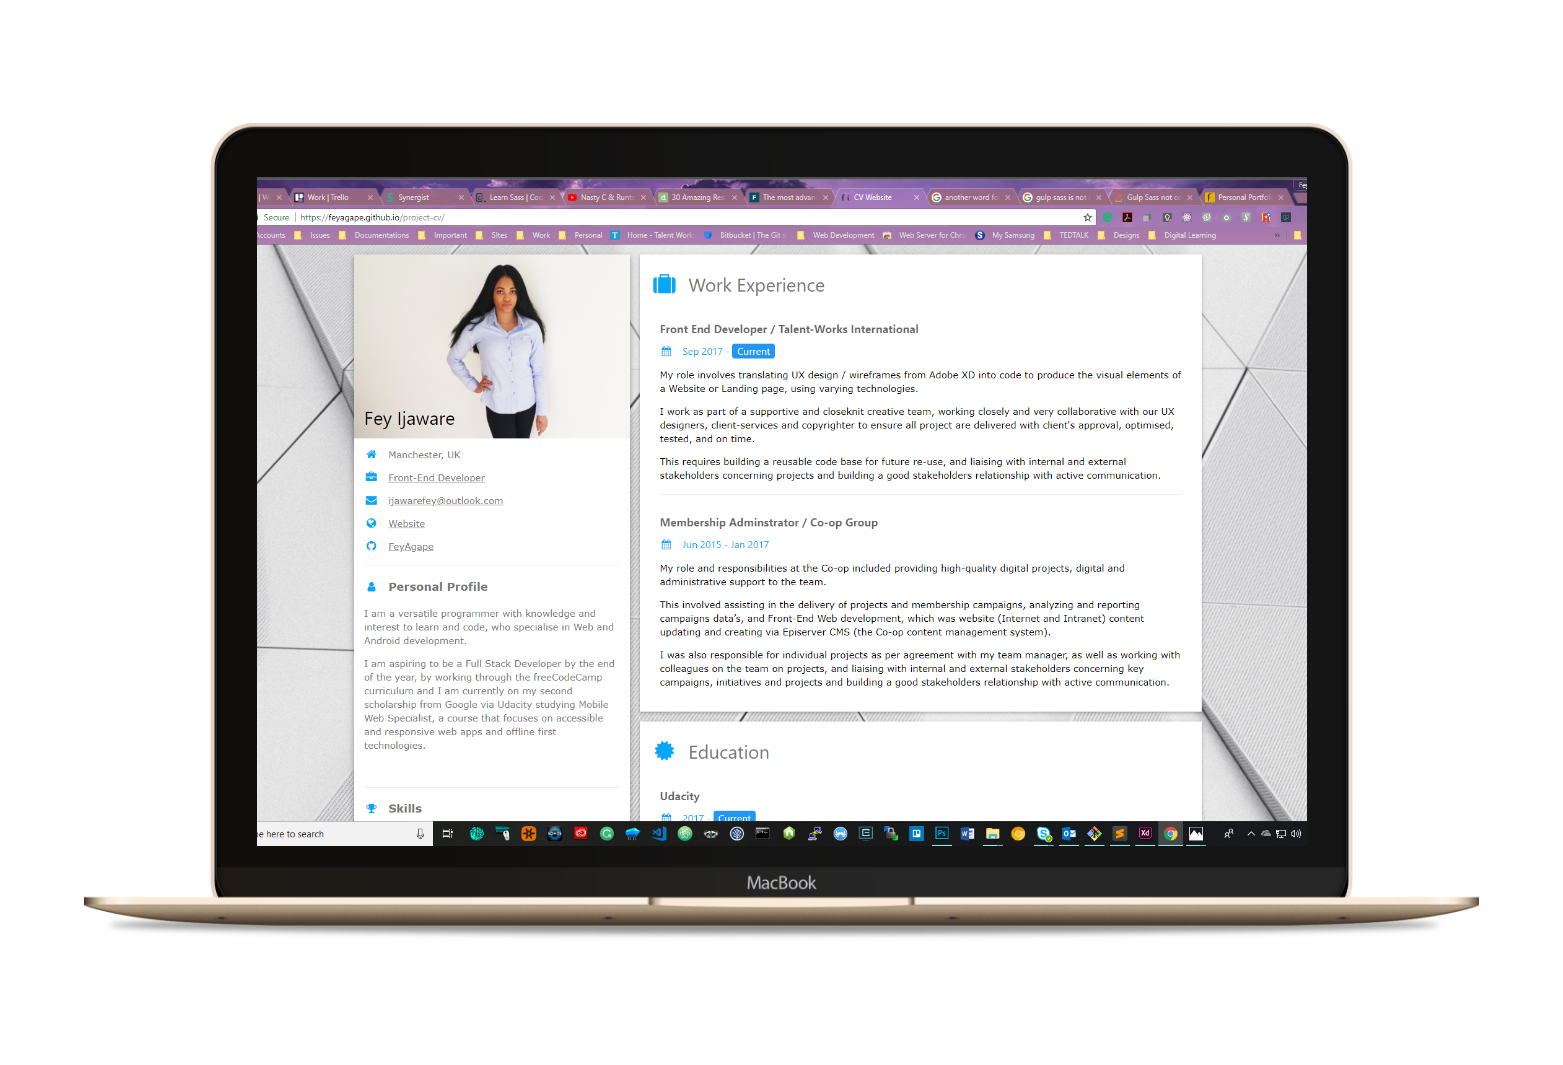 Fey
W
Work | Trello
Synergist
Learn Sass | Cod
Nasty C & Runt
30 Amazing Res
The most advan
CV Website
another word fo
gulp sass is not
Gulp Sass not co
Personal Portfol
Secure
https://feyagape.github.io/project-cv/
Accounts
Issues
Documentations
Important
Sites
Work
Personal
Home - Talent Work
Bitbucket | The Git s
Web Development
Web Server for Chro
My Samsung
TEDTALK
Designs
Digital Learning
»
Fey Ijaware
Manchester, UK
Front-End Developer
ijawarefey@outlook.com
Website
FeyAgape
Personal Profile
I am a versatile programmer with knowledge and
interest to learn and code, who specialise in Web and
Android development.
I am aspiring to be a Full Stack Developer by the end
of the year, by working through the freeCodeCamp
curriculum and I am currently on my second
scholarship from Google via Udacity studying Mobile
Web Specialist, a course that focuses on accessible
and responsive web apps and offline first
technologies.
Skills
Work Experience
Front End Developer / Talent-Works International
Sep 2017 - Current
My role involves translating UX design / wireframes from Adobe XD into code to produce the visual elements of
a Website or Landing page, using varying technologies.
I work as part of a supportive and closeknit creative team, working closely and very collaborative with our UX
designers, client-services and copyrighter to ensure all project are delivered with client's approval, optimised,
tested, and on time.
This requires building a reusable code base for future re-use, and liaising with internal and external
stakeholders concerning projects and building a good stakeholders relationship with active communication.
Membership Adminstrator / Co-op Group
Jun 2015 - Jan 2017
My role and responsibilities at the Co-op included providing high-quality digital projects, digital and
administrative support to the team.
This involved assisting in the delivery of projects and membership campaigns, analyzing and reporting
campaigns data's, and Front-End Web development, which was website (Internet and Intranet) content
updating and creating via Episerver CMS (the Co-op content management system).
I was also responsible for individual projects as per agreement with my team manager, as well as working with
colleagues on the team on projects, and liaising with internal and external stakeholders concerning key
campaigns, initiatives and projects and building a good stakeholders relationship with active communication.
Education
Udacity
2017 - Current
e here to search
MacBook